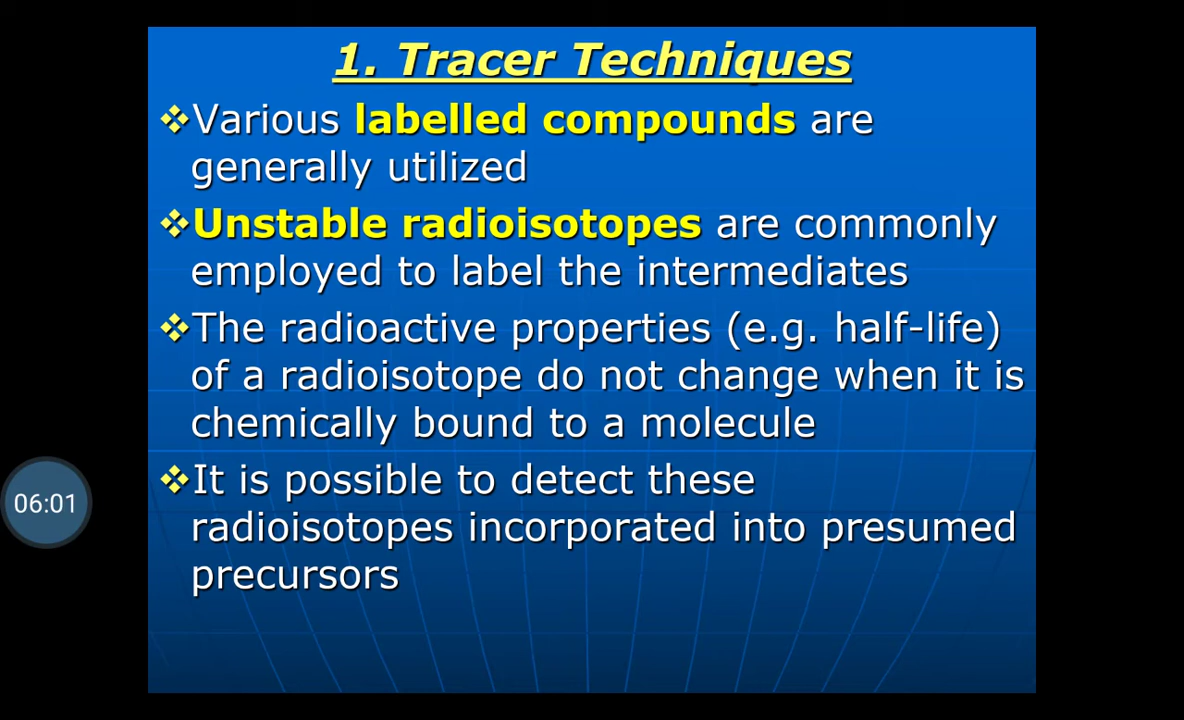 1. Tracer Techniques
❖Various labelled compounds are
generally utilized
❖Unstable radioisotopes are commonly
employed to label the intermediates
❖The radioactive properties (e.g. half-life)
of a radioisotope do not change when it is
chemically bound to a molecule
❖It is possible to detect these
radioisotopes incorporated into presumed
precursors
06:01